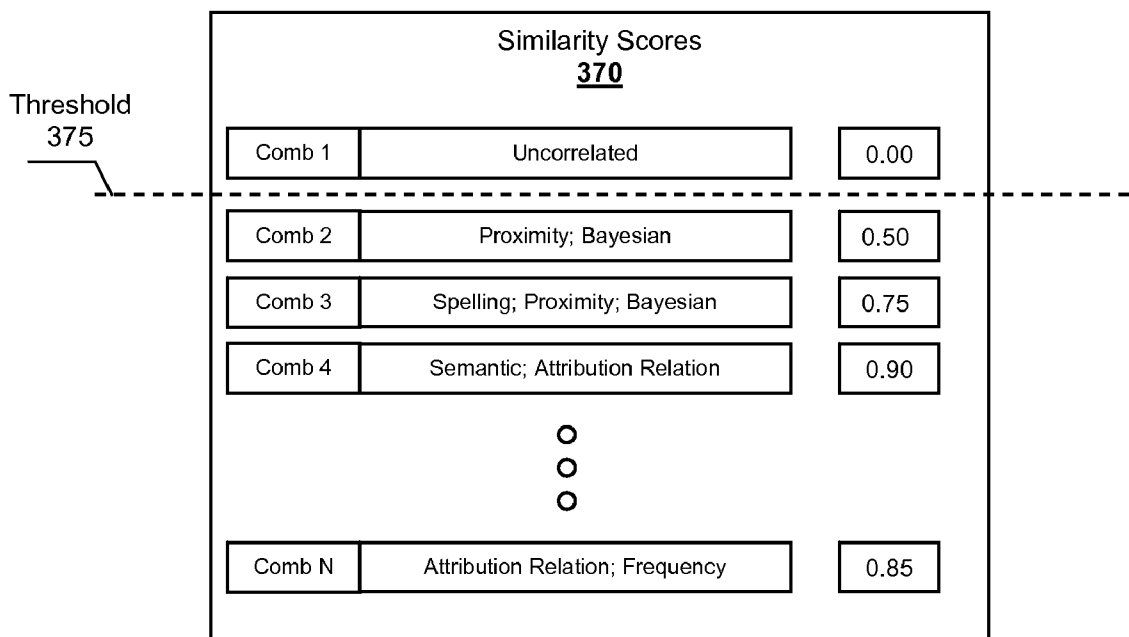 Similarity Scores
370
Threshold
375
Comb 1 Uncorrelated 0.00
Comb 2 Proximity; Bayesian 0.50
Comb 3 Spelling; Proximity; Bayesian 0.75
Comb 4 Semantic; Attribution Relation 0.90
Comb N Attribution Relation; Frequency 0.85